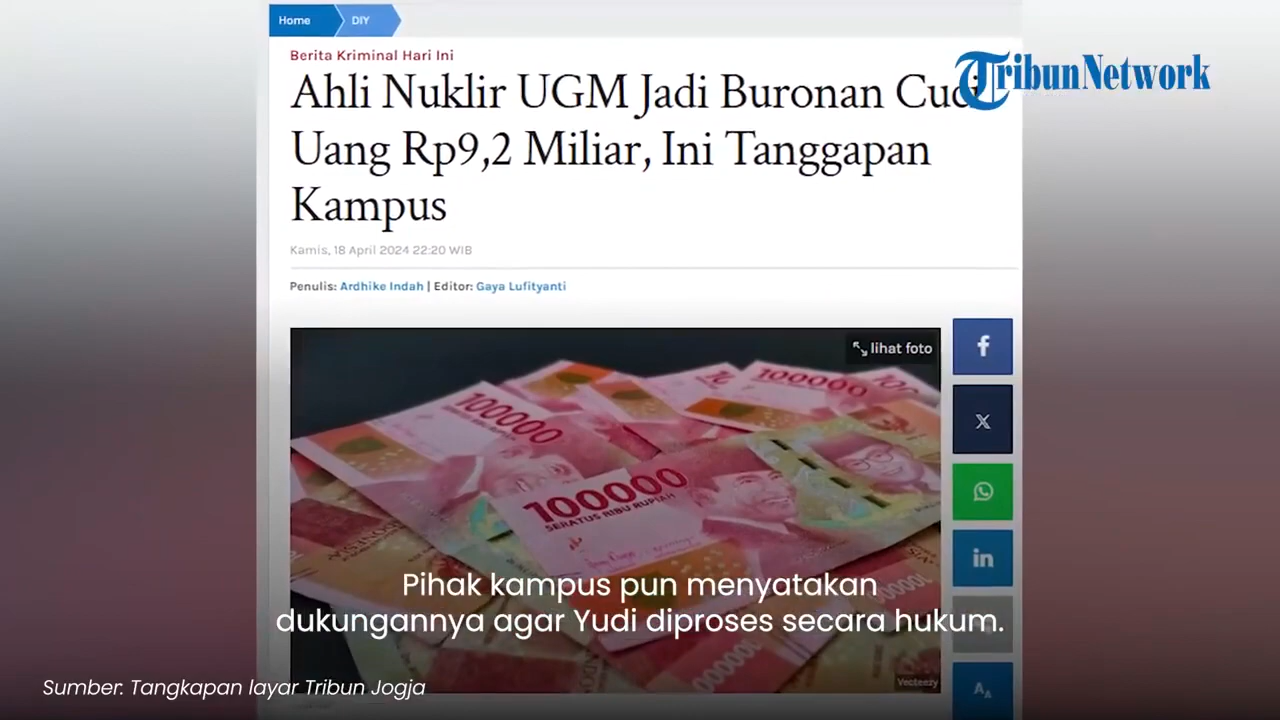 Home
DIY
TribunNetwork
Berita Kriminal Hari Ini
Ahli Nuklir UGM Jadi Buronan
Uang Rp9,2 Miliar, Ini Tanggapan
Kampus
Kamis, 18 April 2024 22:20 WIB
Penulis: Ardhike Indah | Editor: Gaya Lufityanti
lihat foto
100000
100000
100000
100000
SERATUS RIBU RUPIAH
Pihak kampus pun menyatakan
dukungannya agar Yudi diproses secara hukum.
Vecteezy
Sumber: Tangkapan layar Tribun Jogja